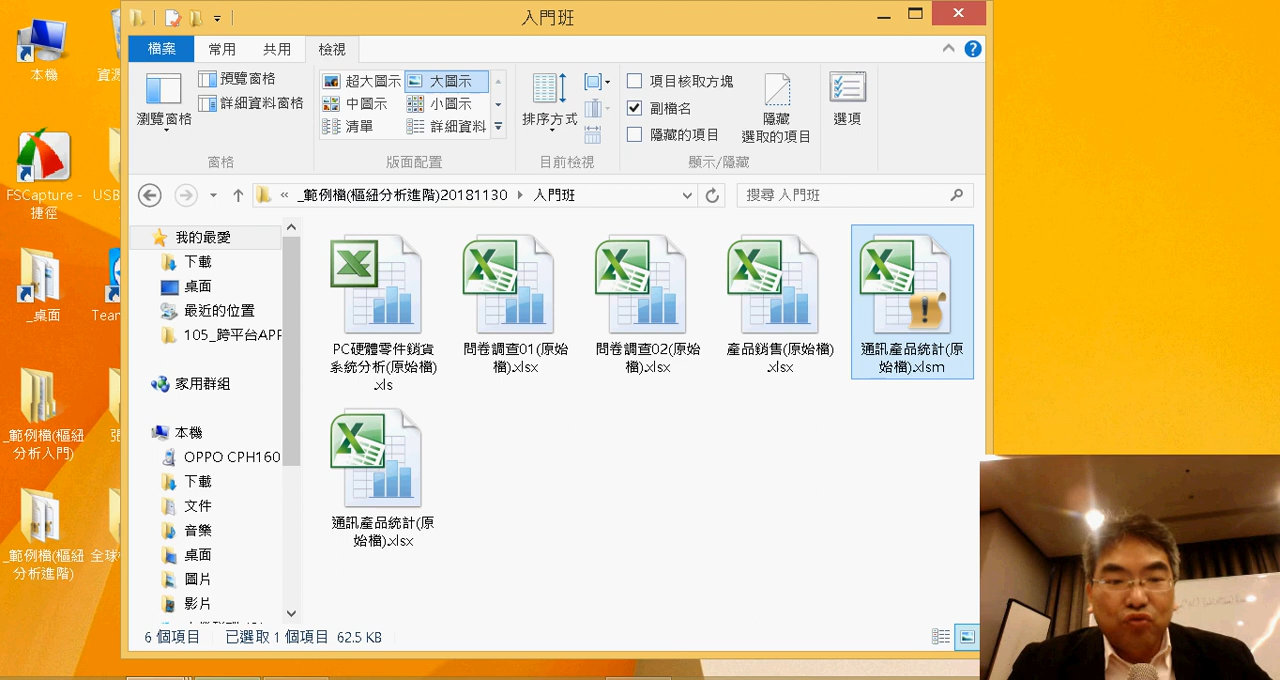 入門班
檔案
常用
共用
檢視
瀏覽窗格
預覽窗格
詳細資料窗格
窗格
超大圖示
大圖示
中圖示
小圖示
清單
詳細資料
版面配置
排序方式
目前檢視
項目核取方塊
副檔名
隱藏的項目
隱藏
選取的項目
顯示/隱藏
選項
« _範例檔(樞紐分析進階)20181130
入門班
搜尋 入門班
本機
FSCapture -
捷徑
USB
_桌面
Team
_範例檔(樞紐
分析入門)
_範例檔(樞紐
分析進階)
我的最愛
下載
桌面
最近的位置
105_跨平台APP
家用群組
本機
OPPO CPH160
下載
文件
音樂
桌面
圖片
影片
PC硬體零件銷貨
系統分析(原始檔)
.xls
問卷調查01(原始
檔).xlsx
問卷調查02(原始
檔).xlsx
產品銷售(原始檔)
.xlsx
通訊產品統計(原
始檔).xlsm
通訊產品統計(原
始檔).xlsx
6 個項目
已選取 1 個項目 62.5 KB